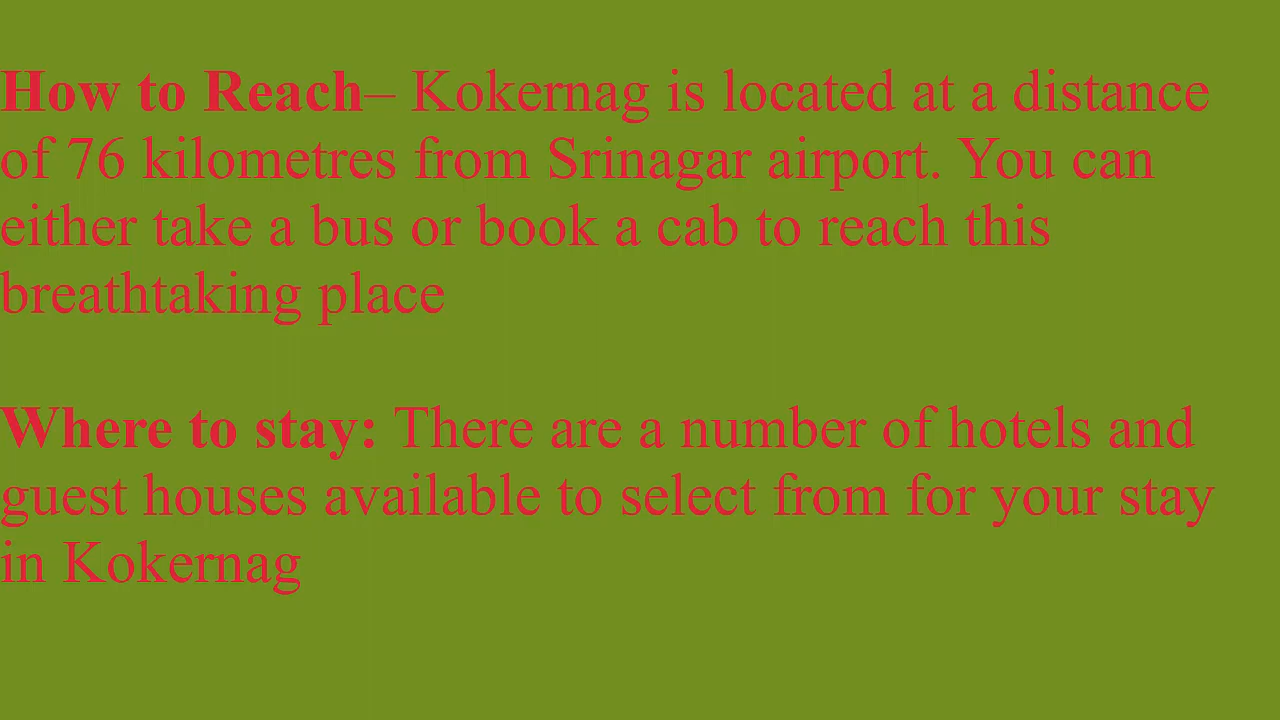 How to Reach– Kokernag is located at a distance
of 76 kilometres from Srinagar airport. You can
either take a bus or book a cab to reach this
breathtaking place
Where to stay: There are a number of hotels and
guest houses available to select from for your stay
in Kokernag